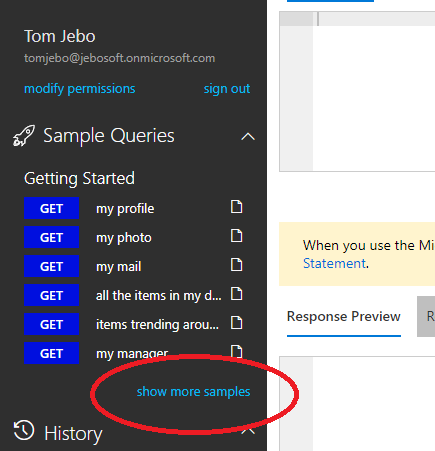 Tom Jebo
tomjebo@jebosoft.onmicrosoft.com
modify permissions sign out
Sample Queries
Getting Started
GET my profile
GET my photo
GET my mail
GET all the items in my d...
GET items trending arou...
GET my manager
show more samples
History
When you use the Mi
Statement.
Response Preview R